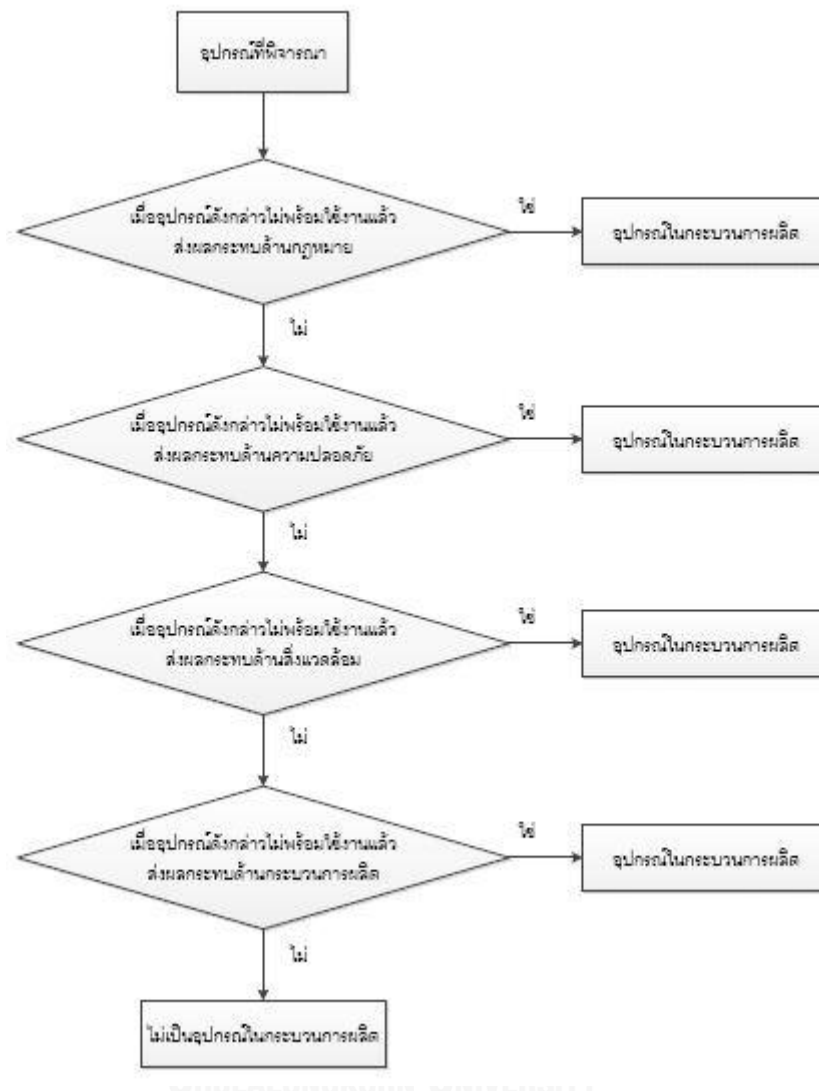 อุปกรณ์ที่พิจารณา
เมื่ออุปกรณ์ดังกล่าวไม่พร้อมใช้งานแล้ว
ส่งผลกระทบด้านกฎหมาย
ใช่
อุปกรณ์ในกระบวนการผลิต
ไม่
เมื่ออุปกรณ์ดังกล่าวไม่พร้อมใช้งานแล้ว
ส่งผลกระทบด้านความปลอดภัย
ใช่
อุปกรณ์ในกระบวนการผลิต
ไม่
เมื่ออุปกรณ์ดังกล่าวไม่พร้อมใช้งานแล้ว
ส่งผลกระทบด้านสิ่งแวดล้อม
ใช่
อุปกรณ์ในกระบวนการผลิต
ไม่
เมื่ออุปกรณ์ดังกล่าวไม่พร้อมใช้งานแล้ว
ส่งผลกระทบด้านกระบวนการผลิต
ใช่
อุปกรณ์ในกระบวนการผลิต
ไม่
ไม่เป็นอุปกรณ์ในกระบวนการผลิต